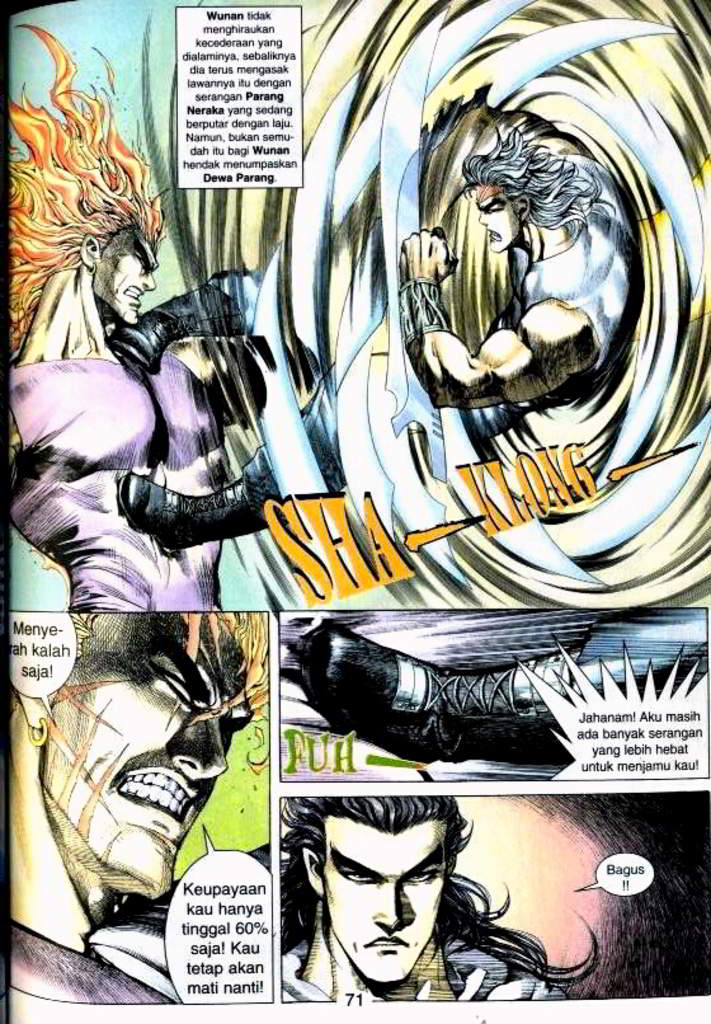 Wunan tidak
menghiraukan
kecederaan yang
dialaminya, sebaliknya
dia terus mengasak
lawannya itu dengan
serangan Parang
Neraka yang sedang
berputar dengan laju.
Namun, bukan semu-
dah itu bagi Wunan
hendak menumpaskan
Dewa Parang.
SHA - KLONG -
Menye-
rah kalah
saja!
Keupayaan
kau hanya
tinggal 60%
saja! Kau
tetap akan
mati nanti!
Jahanam! Aku masih
ada banyak serangan
yang lebih hebat
untuk menjamu kau!
FUH -
Bagus
!!
71